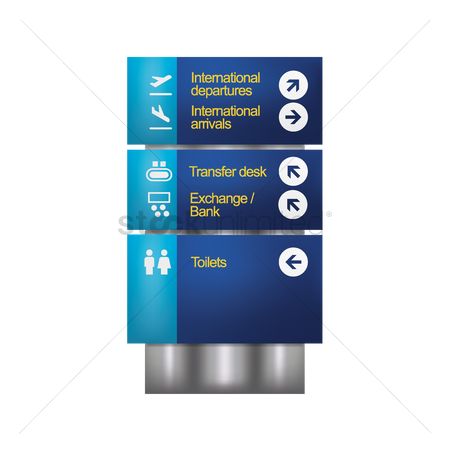 International
departures
International
arrivals
Transfer desk
Exchange /
Bank
Toilets